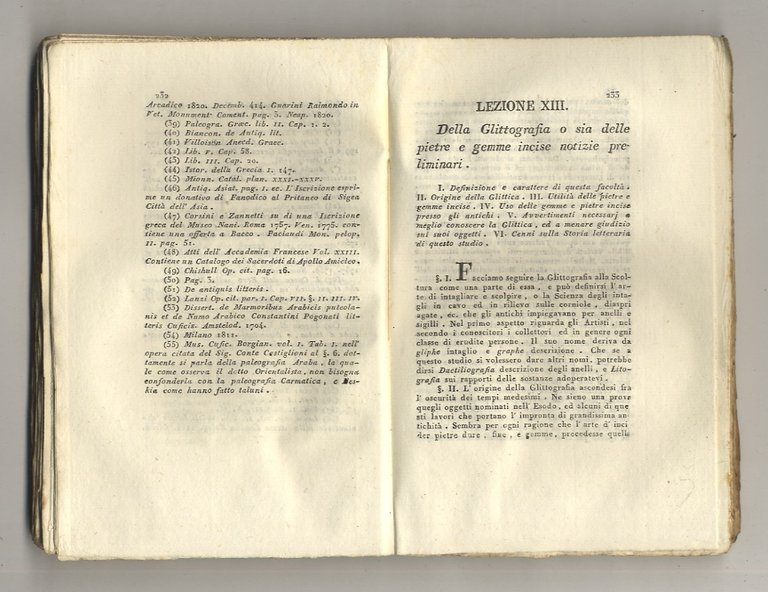 232
Arcadico 1820. Decemb. 414. Guarini Raimondo in
Vet. Monument. Coment. pag. 3. Neap. 1820.
(39) Paleogra. Græc. lib. II. Cap. 1. 2.
(40) Biancon. de Antiq. lit.
(41) Villoison Anecd. Graec.
(42) Lib. V. Cap. 58.
(43) Lib. III. Cap. 20.
(44) Istor. della Grecia 1. 147.
(45) Mionn. Catal. plan. XXXI-XXXV.
(46) Antiq. Asiat. pag. 1. ec. L'Iscrizione espri-
me un donativo di Fanodico al Pritaneo di Sigea
Città dell'Asia.
(47) Corsini e Zannetti su di una Iscrizione
greca del Museo Nani. Roma 1757. Ven. 1775. con-
tiene una offerta a Bacco. Paciaudi Mon. pelop.
II. pag. 51.
(48) Atti dell'Accademia Francese Vol. XXIII.
Contiene un Catalogo dei Sacerdoti di Apollo Amicleo.
(49) Chishull Op. cit. pag. 16.
(50) Pag. 3.
(51) De antiquis litteris.
(52) Lanzi Op. cit. par. 1. Cap. VII. §. II. III. IV.
(53) Dissert. de Marmoribus Arabicis puteola-
nis et de Numo Arabico Constantini Pogonati lit-
teris Cuficis. Amstelod. 1704.
(54) Milano 1811.
(55) Mus. Cufic. Borgian. vol. 1. Tab. 1. nell'
opera citata del Sig. Conte Castiglioni al §. 6. dot-
tamente si parla della paleografia Araba, la qua-
le come osserva il dotto Orientalista, non bisogna
confonderla con la paleografia Carmatica, e Nes-
kia come hanno fatto taluni.
233
LEZIONE XIII.
Della Glittografia o sia delle
pietre e gemme incise notizie pre-
liminari.
I. Definizione e carattere di questa facoltà.
II. Origine della Glittica. III. Utilità delle pietre e
gemme incise. IV. Uso delle gemme e pietre incise
presso gli antichi. V. Avvertimenti necessarj a
meglio conoscere la Glittica, ed a menare giudizio
sui suoi oggetti. VI. Cenni sulla Storia letteraria
di questo studio.
§. I. Facciamo seguire la Glittografia alla Scol-
tura come una parte di essa, e può definirsi l'ar-
te di intagliare e scolpire, o la Scienza degli inta-
gli in cavo ed in rilievo sulle corniole, diaspri
agate, ec. che gli antichi impiegavano per anelli e
sigilli. Nel primo aspetto riguarda gli Artisti, nel
secondo i conoscitori i collettori ed in genere ogni
classe di erudite persone. Il suo nome deriva da
gliphe intaglio e graphe descrizione. Che se a
questo studio si volessero dare altri nomi, potrebbe
dirsi Dactiliografia descrizione degli anelli, e Lito-
grafia sui rapporti delle sostanze adoperatevi.
§. II. L'origine della Glittografia ascondesi fra
l'oscurità dei tempi medesimi. Ne sieno una prova
quegli oggetti nominati nell'Esodo, ed alcuni di que
sti lavori che portano l'impronta di grandissima an-
tichità. Sembra per ogni ragione che l'arte d'inci
der pietre dure, fine, e gemme, procedesse quella